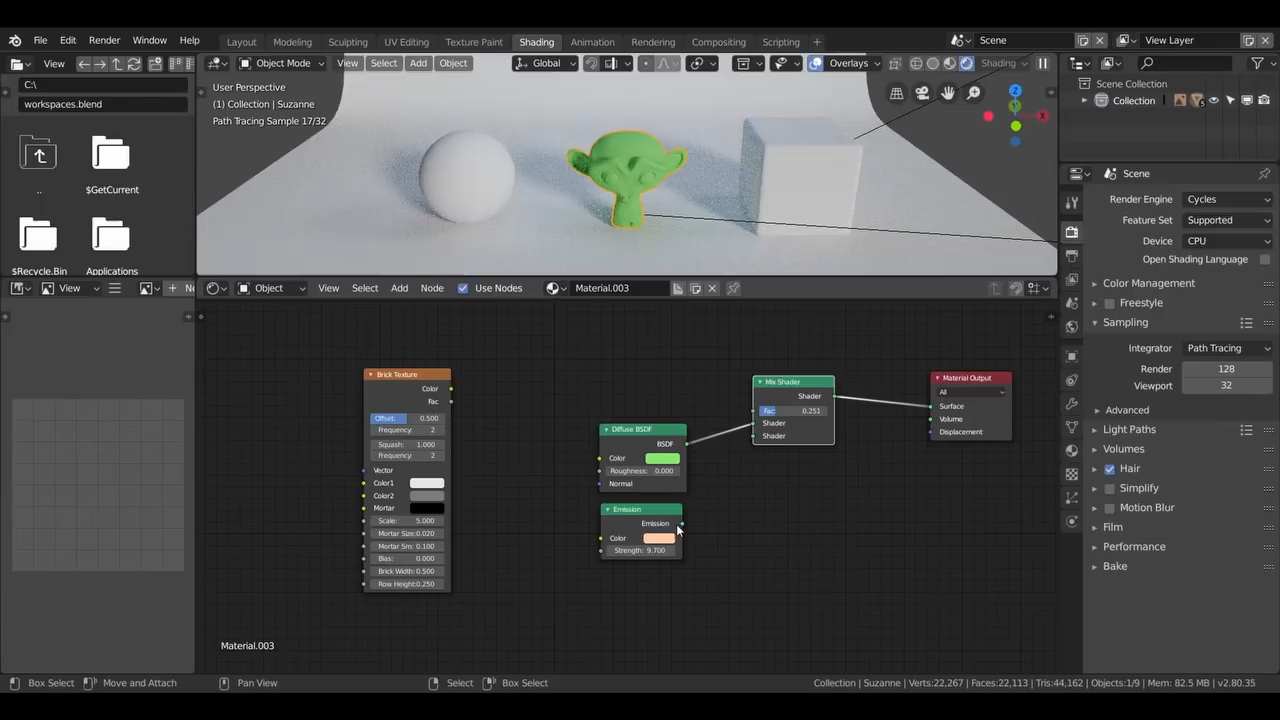 File Edit Render Window Help
Layout Modeling Sculpting UV Editing Texture Paint Shading Animation Rendering Compositing Scripting +
Scene
View Layer
View
Object Mode View Select Add Object Global Overlays Shading
C:\
workspaces.blend
..
$GetCurrent
$Recycle.Bin
Applications
User Perspective
(1) Collection | Suzanne
Path Tracing Sample 17/32
Z
Y
X
Scene Collection
Collection
Scene
Render Engine Cycles
Feature Set Supported
Device CPU
Open Shading Language
Color Management
Freestyle
Sampling
Integrator Path Tracing
Render 128
Viewport 32
Advanced
Light Paths
Volumes
Hair
Simplify
Motion Blur
Film
Performance
Bake
View
Object View Select Add Node Use Nodes Material.003
Brick Texture
Color
Fac
Offset: 0.500
Frequency: 2
Squash: 1.000
Frequency: 2
Vector
Color1
Color2
Mortar
Scale: 5.000
Mortar Size:0.020
Mortar Sm: 0.100
Bias: 0.000
Brick Width: 0.500
Row Height:0.250
Diffuse BSDF
BSDF
Color
Roughness: 0.000
Normal
Emission
Emission
Color
Strength: 9.700
Mix Shader
Shader
Fac: 0.251
Shader
Shader
Material Output
All
Surface
Volume
Displacement
Material.003
Box Select Move and Attach Pan View Select Box Select Collection | Suzanne | Verts:22,267 | Faces:22,113 | Tris:44,162 | Objects:1/9 | Mem: 82.5 MB | v2.80.35